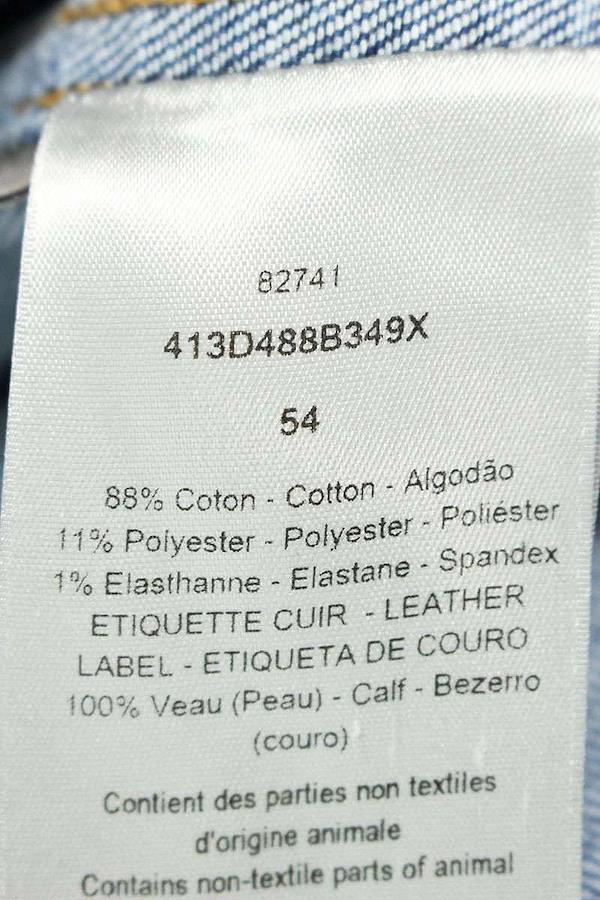 82741
413D488B349X
54
88% Coton - Cotton - Algodão
11% Polyester - Polyester - Poliéster
1% Elasthanne - Elastane - Spandex
ETIQUETTE CUIR - LEATHER
LABEL - ETIQUETA DE COURO
100% Veau (Peau) - Calf - Bezerro
(couro)
Contient des parties non textiles
d'origine animale
Contains non-textile parts of animal